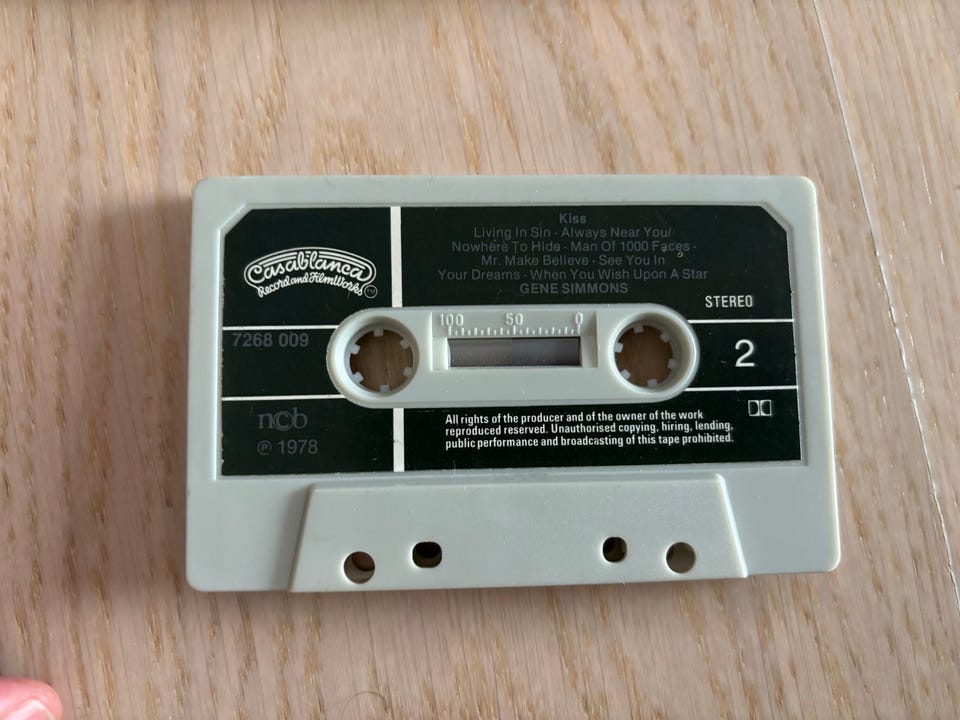 Kiss
Living In Sin - Always Near You/
Nowhere To Hide - Man Of 1000 Faces -
Mr. Make Believe - See You In
Your Dreams - When You Wish Upon A Star
GENE SIMMONS
Casablanca
Record and FilmWorks
STEREO
100 50 0
7268 009
2
ncb
℗ 1978
All rights of the producer and of the owner of the work
reproduced reserved. Unauthorised copying, hiring, lending,
public performance and broadcasting of this tape prohibited.